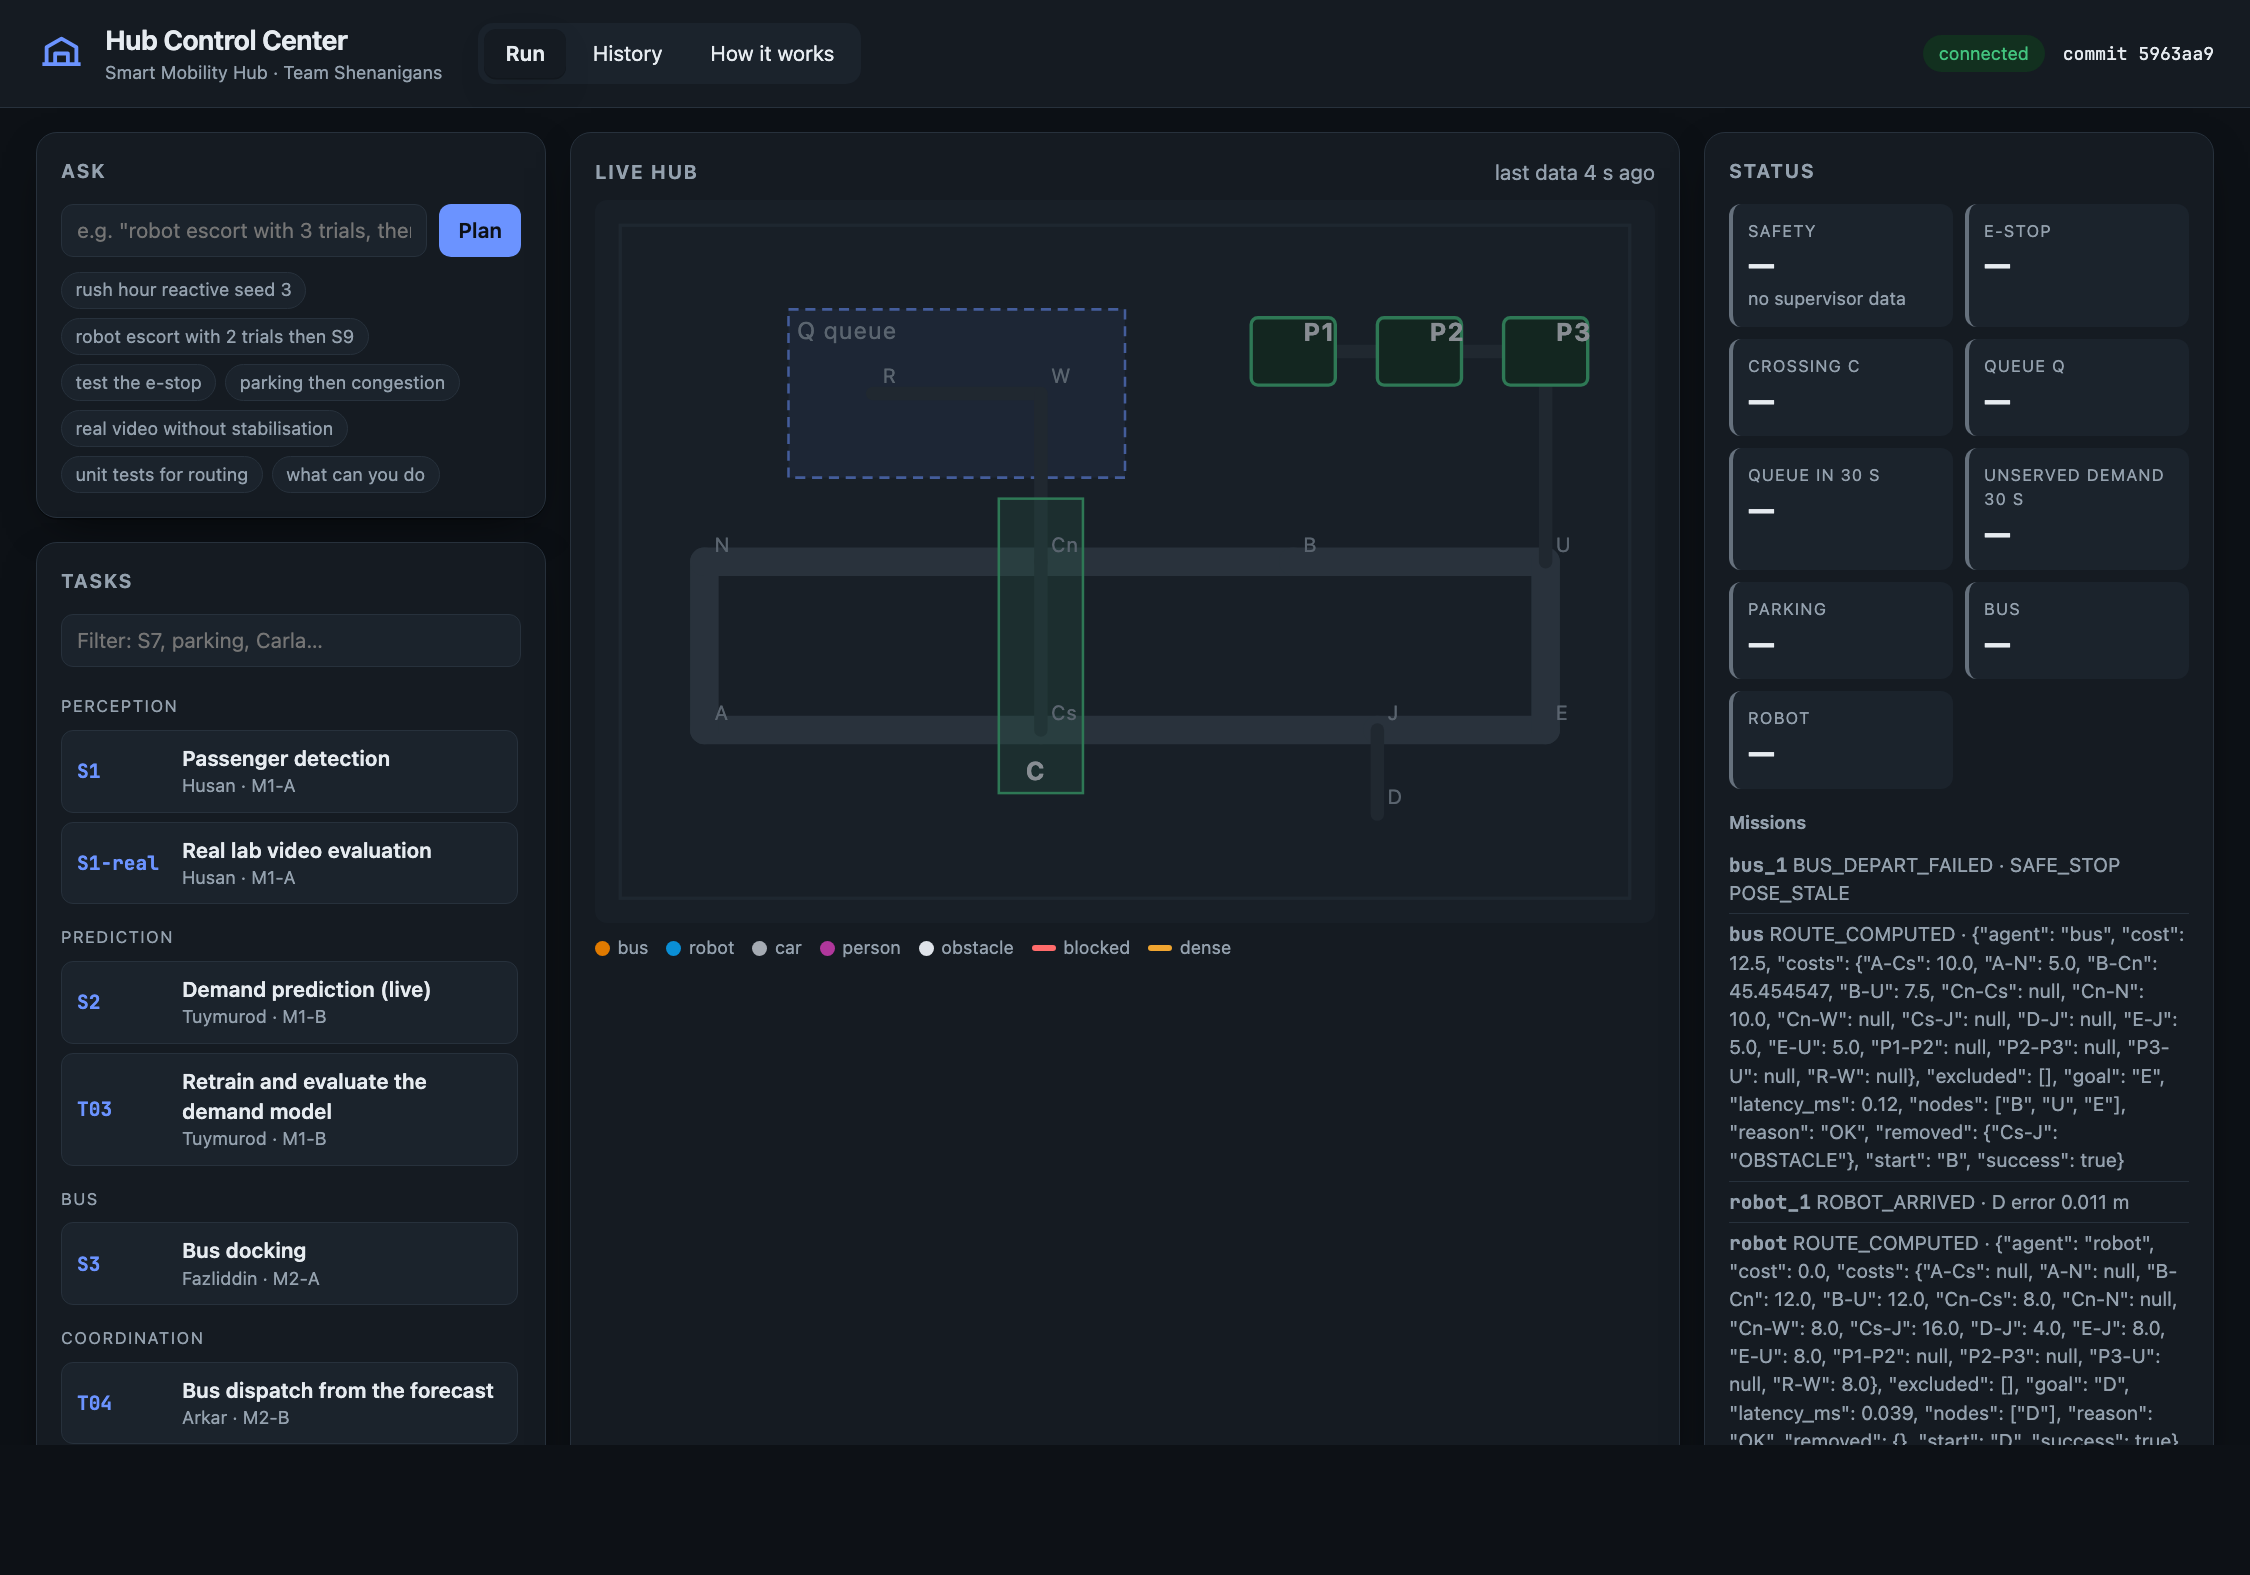 Hub Control Center
Smart Mobility Hub · Team Shenanigans
Run
History
How it works
connected
commit 5963aa9
ASK
e.g. "robot escort with 3 trials, the
Plan
rush hour reactive seed 3
robot escort with 2 trials then S9
test the e-stop
parking then congestion
real video without stabilisation
unit tests for routing
what can you do
TASKS
Filter: S7, parking, Carla...
PERCEPTION
S1
Passenger detection
Husan · M1-A
S1-real
Real lab video evaluation
Husan · M1-A
PREDICTION
S2
Demand prediction (live)
Tuymurod · M1-B
T03
Retrain and evaluate the
demand model
Tuymurod · M1-B
BUS
S3
Bus docking
Fazliddin · M2-A
COORDINATION
T04
Bus dispatch from the forecast
Arkar · M2-B
LIVE HUB
last data 4 s ago
Q queue
R
W
P1
P2
P3
N
Cn
B
U
A
Cs
J
E
C
D
bus
robot
car
person
obstacle
blocked
dense
STATUS
SAFETY
—
no supervisor data
E-STOP
—
CROSSING C
—
QUEUE Q
—
QUEUE IN 30 S
—
UNSERVED DEMAND
30 S
—
PARKING
—
BUS
—
ROBOT
—
Missions
bus_1 BUS_DEPART_FAILED · SAFE_STOP
POSE_STALE
bus ROUTE_COMPUTED · {"agent": "bus", "cost":
12.5, "costs": {"A-Cs": 10.0, "A-N": 5.0, "B-Cn":
45.454547, "B-U": 7.5, "Cn-Cs": null, "Cn-N":
10.0, "Cn-W": null, "Cs-J": null, "D-J": null, "E-J":
5.0, "E-U": 5.0, "P1-P2": null, "P2-P3": null, "P3-
U": null, "R-W": null}, "excluded": [], "goal": "E",
"latency_ms": 0.12, "nodes": ["B", "U", "E"],
"reason": "OK", "removed": {"Cs-J":
"OBSTACLE"}, "start": "B", "success": true}
robot_1 ROBOT_ARRIVED · D error 0.011 m
robot ROUTE_COMPUTED · {"agent": "robot",
"cost": 0.0, "costs": {"A-Cs": null, "A-N": null, "B-
Cn": 12.0, "B-U": 12.0, "Cn-Cs": 8.0, "Cn-N": null,
"Cn-W": 8.0, "Cs-J": 16.0, "D-J": 4.0, "E-J": 8.0,
"E-U": 8.0, "P1-P2": null, "P2-P3": null, "P3-U":
null, "R-W": 8.0}, "excluded": [], "goal": "D",
"latency_ms": 0.039, "nodes": ["D"], "reason":
"OK", "removed": {}, "start": "D", "success": true}